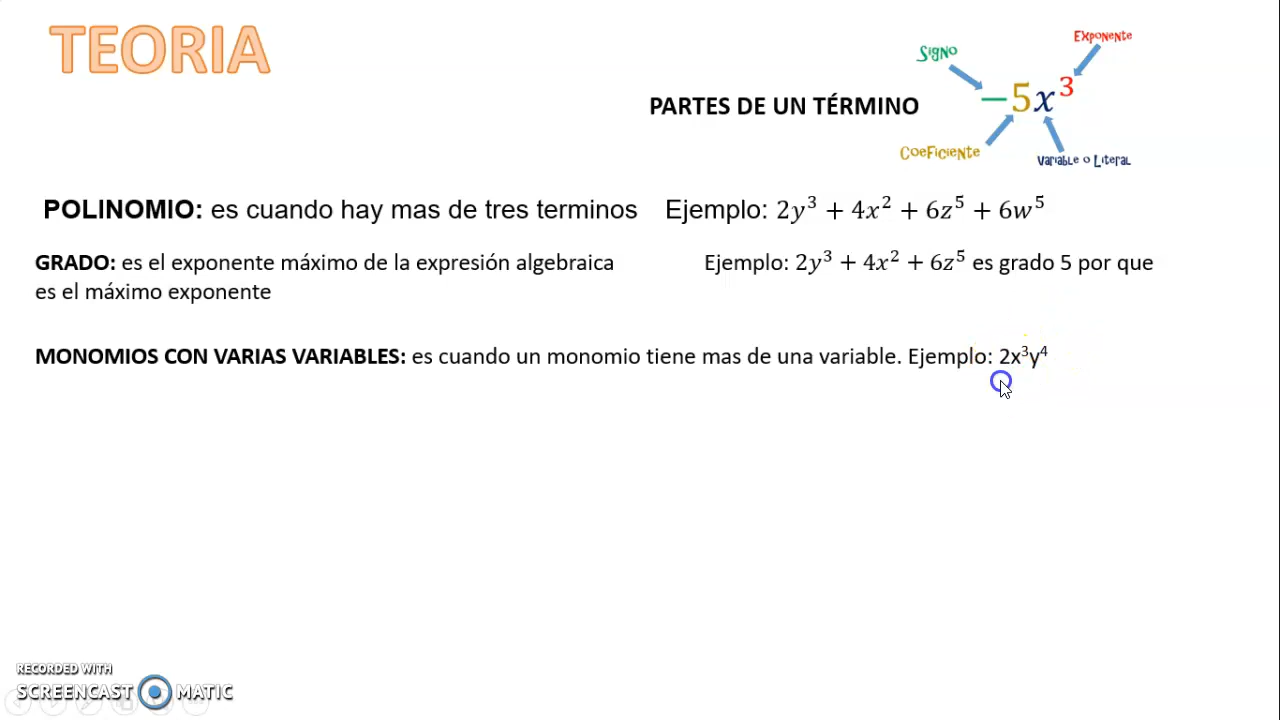 TEORIA
Signo
Exponente
PARTES DE UN TÉRMINO
−5x³
Coeficiente
Variable o Literal
POLINOMIO: es cuando hay mas de tres terminos Ejemplo: 2y³ + 4x² + 6z⁵ + 6w⁵
GRADO: es el exponente máximo de la expresión algebraica Ejemplo: 2y³ + 4x² + 6z⁵ es grado 5 por que
es el máximo exponente
MONOMIOS CON VARIAS VARIABLES: es cuando un monomio tiene mas de una variable. Ejemplo: 2x³y⁴
RECORDED WITH
SCREENCAST MATIC